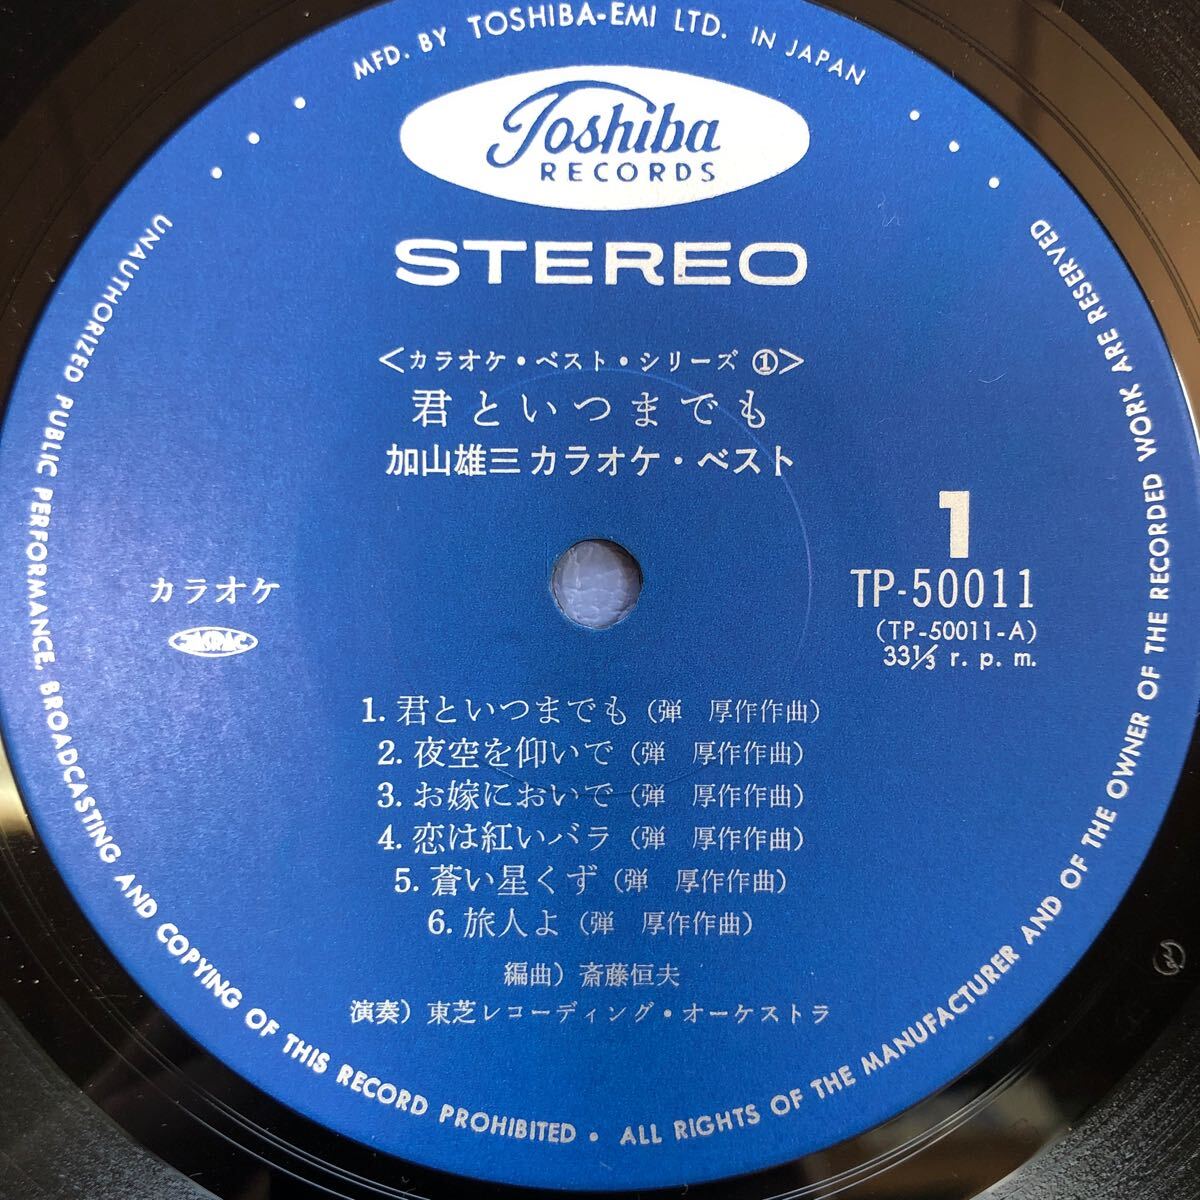 MFD. BY TOSHIBA-EMI LTD. IN JAPAN
Toshiba
RECORDS
STEREO
<カラオケ・ベスト・シリーズ ①>
君といつまでも
加山雄三カラオケ・ベスト
1
カラオケ
JASRAC
TP-50011
(TP-50011-A)
33⅓ r. p. m.
1. 君といつまでも (弾 厚作作曲)
2. 夜空を仰いで (弾 厚作作曲)
3. お嫁においで (弾 厚作作曲)
4. 恋は紅いバラ (弾 厚作作曲)
5. 蒼い星くず (弾 厚作作曲)
6. 旅人よ (弾 厚作作曲)
編曲) 斎藤恒夫
演奏) 東芝レコーディング・オーケストラ
UNAUTHORIZED PUBLIC PERFORMANCE, BROADCASTING AND COPYING OF THIS RECORD PROHIBITED • ALL RIGHTS OF THE MANUFACTURER AND OF THE OWNER OF THE RECORDED WORK ARE RESERVED